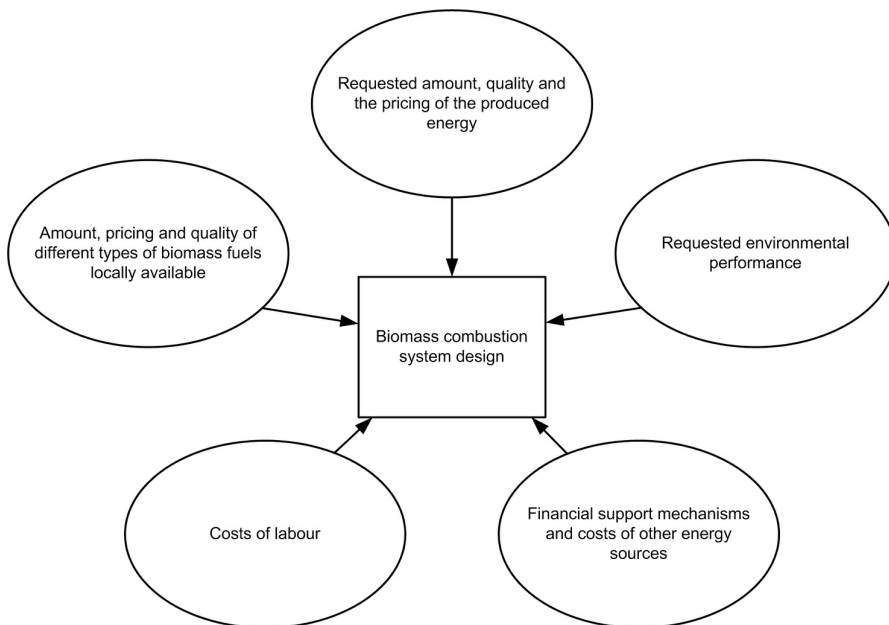 Requested amount, quality and
the pricing of the produced
energy
Amount, pricing and quality of
different types of biomass fuels
locally available
Requested environmental
performance
Biomass combustion
system design
Costs of labour
Financial support mechanisms
and costs of other energy
sources